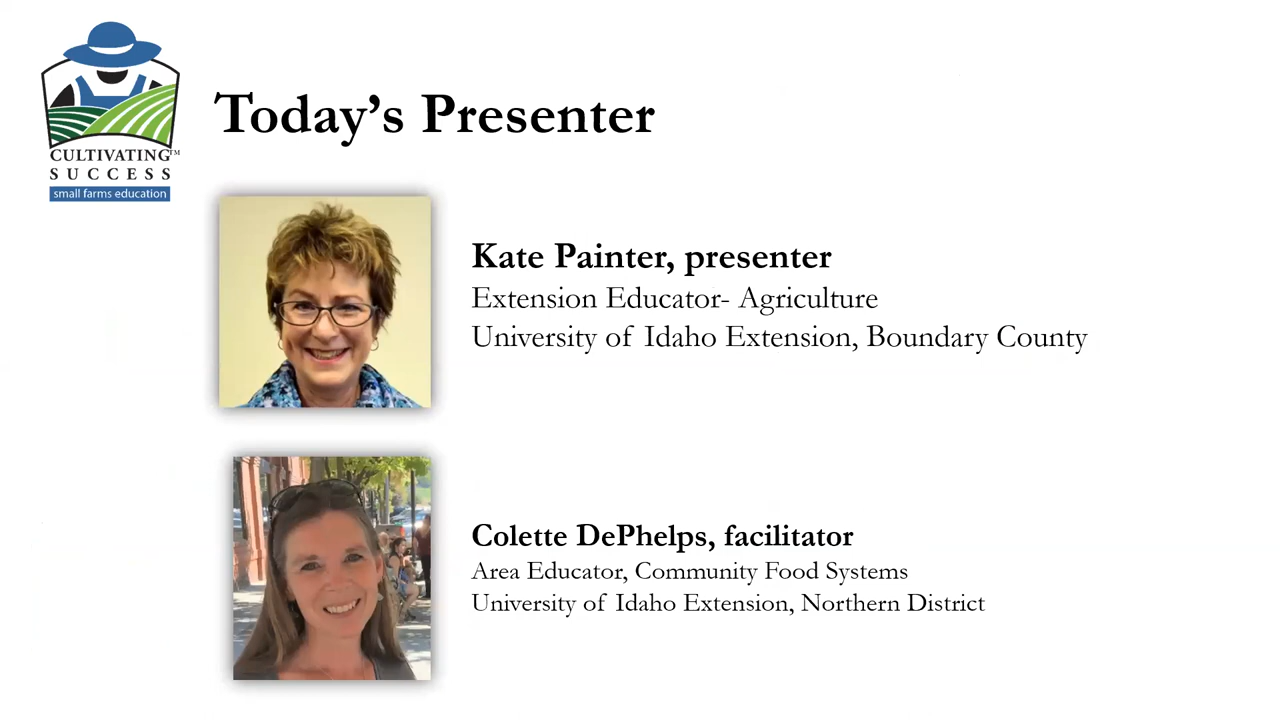 Today's Presenter
CULTIVATING™
SUCCESS
small farms education
Kate Painter, presenter
Extension Educator- Agriculture
University of Idaho Extension, Boundary County
Colette DePhelps, facilitator
Area Educator, Community Food Systems
University of Idaho Extension, Northern District